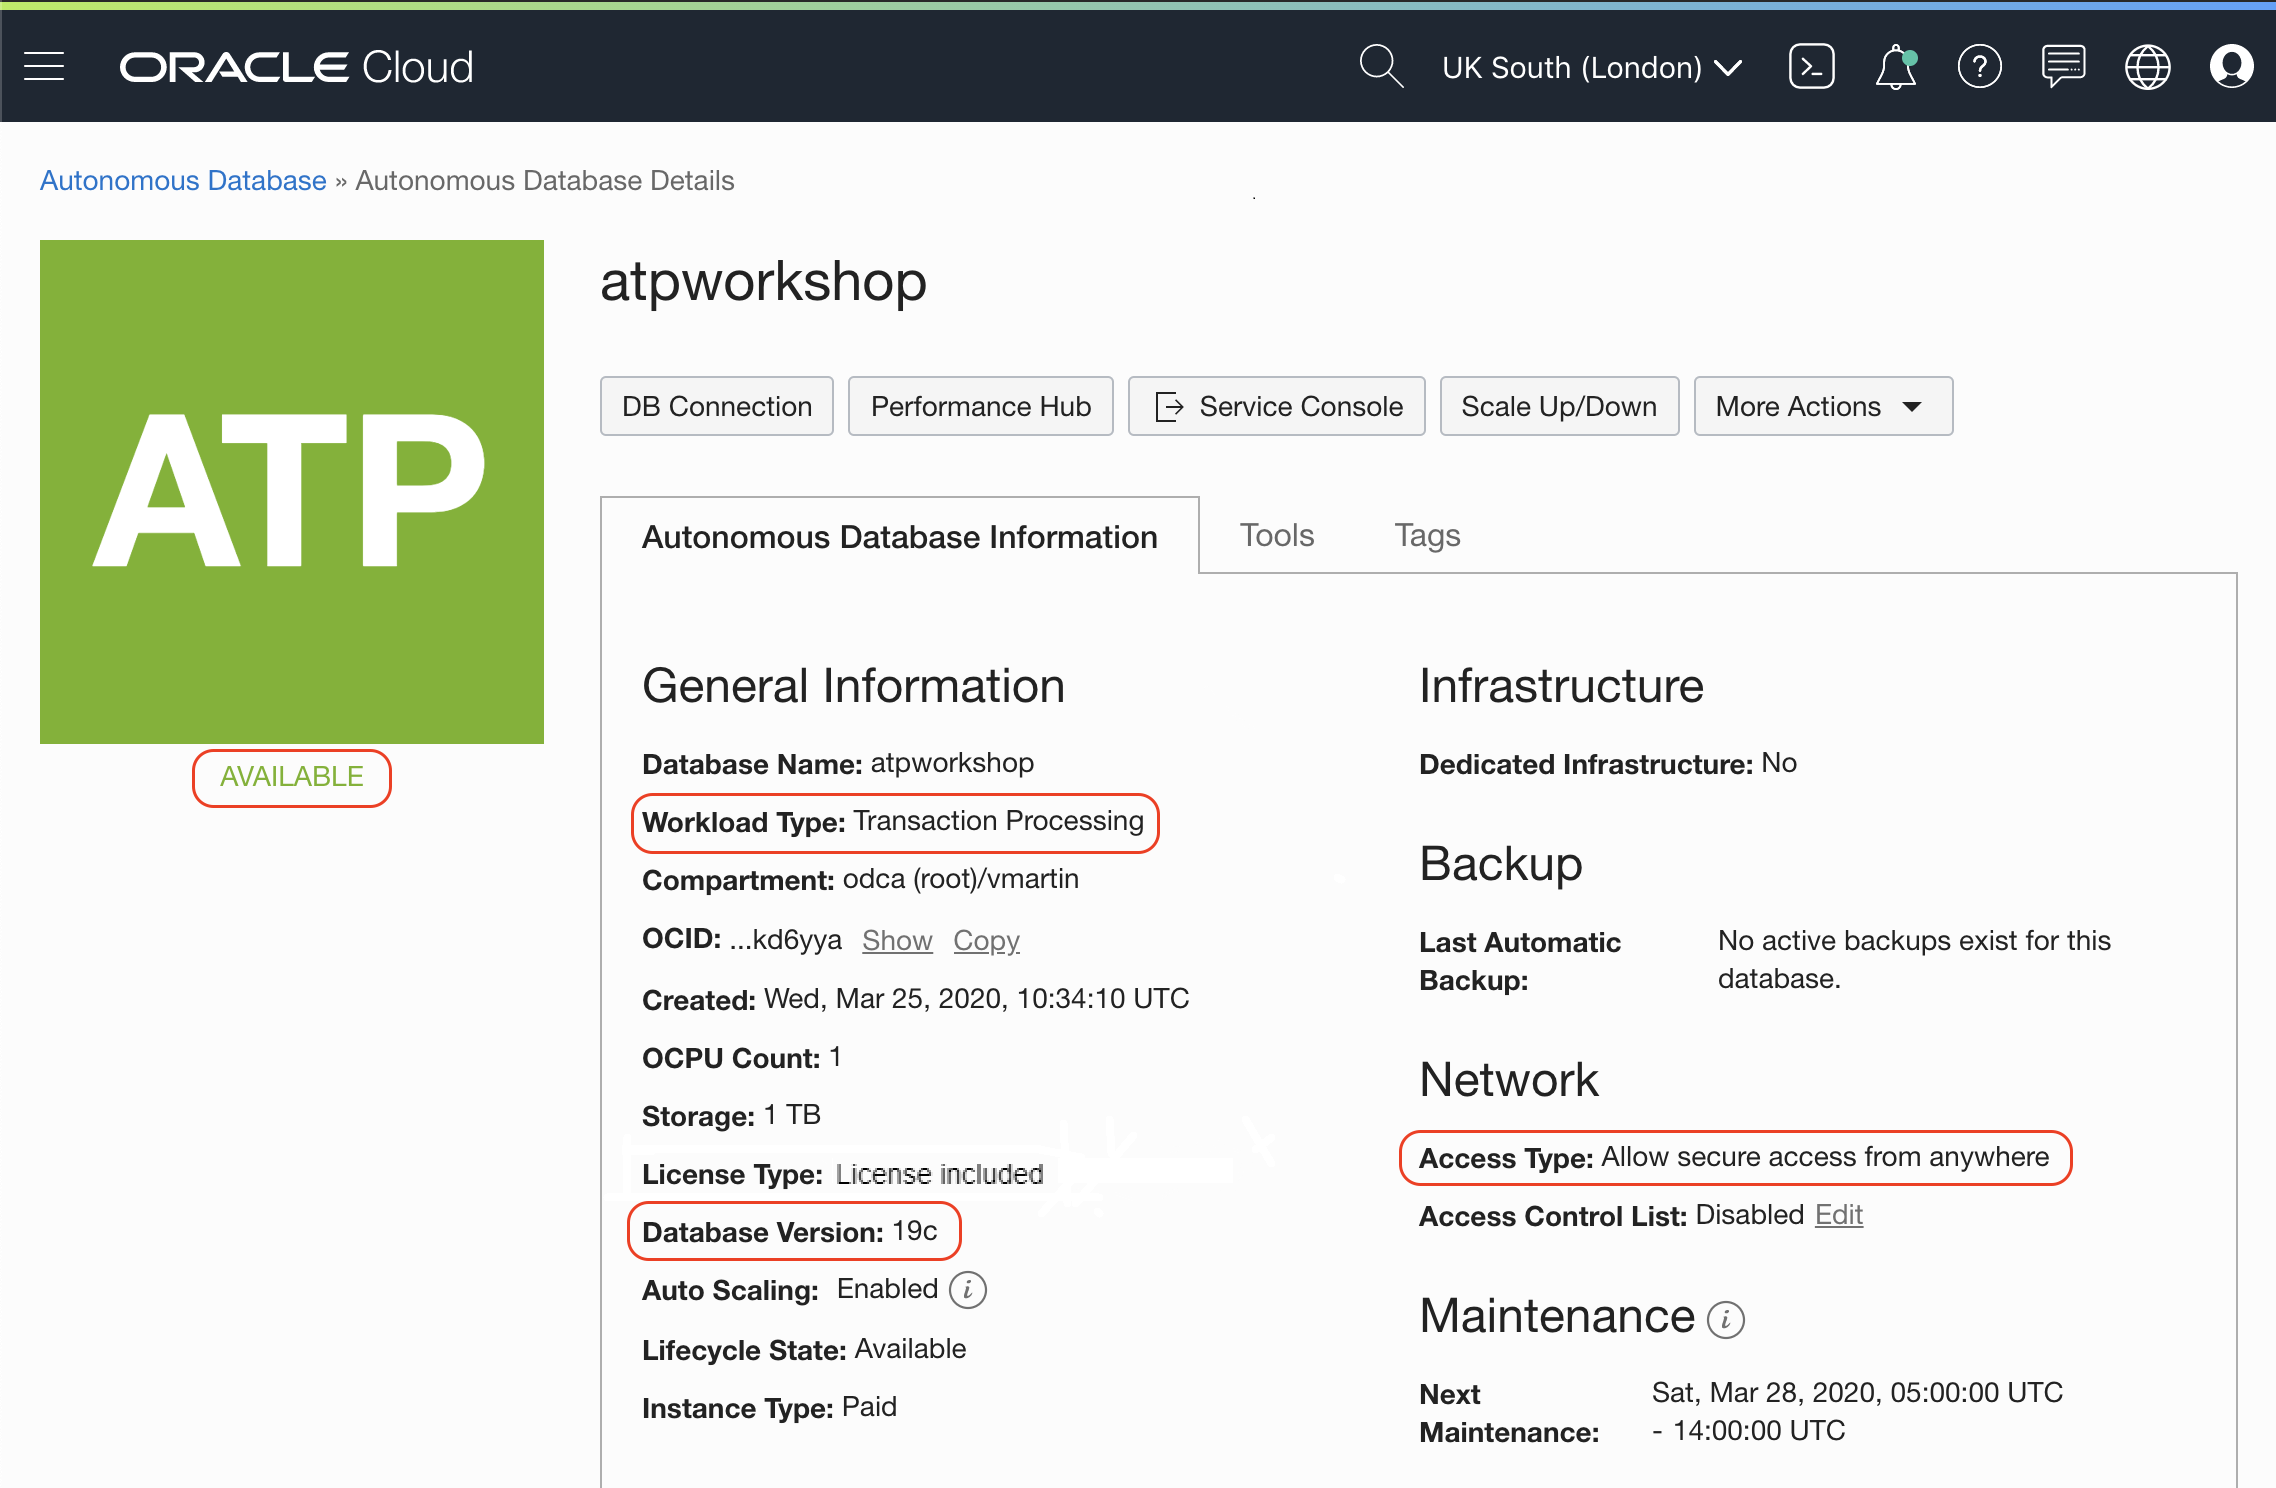 ORACLE Cloud
UK South (London)
Autonomous Database » Autonomous Database Details
ATP
AVAILABLE
atpworkshop
DB Connection
Performance Hub
Service Console
Scale Up/Down
More Actions
Autonomous Database Information
Tools
Tags
General Information
Database Name: atpworkshop
Workload Type: Transaction Processing
Compartment: odca (root)/vmartin
OCID: ...kd6yya Show Copy
Created: Wed, Mar 25, 2020, 10:34:10 UTC
OCPU Count: 1
Storage: 1 TB
License Type: License included
Database Version: 19c
Auto Scaling: Enabled
Lifecycle State: Available
Instance Type: Paid
Infrastructure
Dedicated Infrastructure: No
Backup
Last Automatic
Backup:
No active backups exist for this
database.
Network
Access Type: Allow secure access from anywhere
Access Control List: Disabled Edit
Maintenance
Next
Maintenance:
Sat, Mar 28, 2020, 05:00:00 UTC
- 14:00:00 UTC